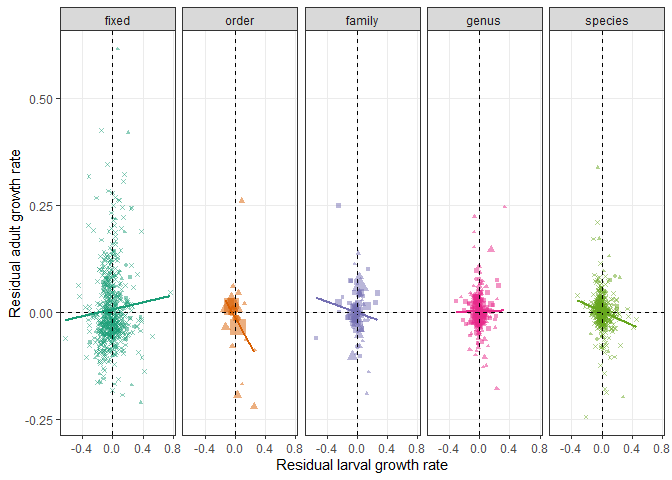 fixed order family genus species
Residual adult growth rate
0.50
0.25
0.00
-0.25
-0.4 0.0 0.4 0.8 -0.4 0.0 0.4 0.8 -0.4 0.0 0.4 0.8 -0.4 0.0 0.4 0.8 -0.4 0.0 0.4 0.8
Residual larval growth rate